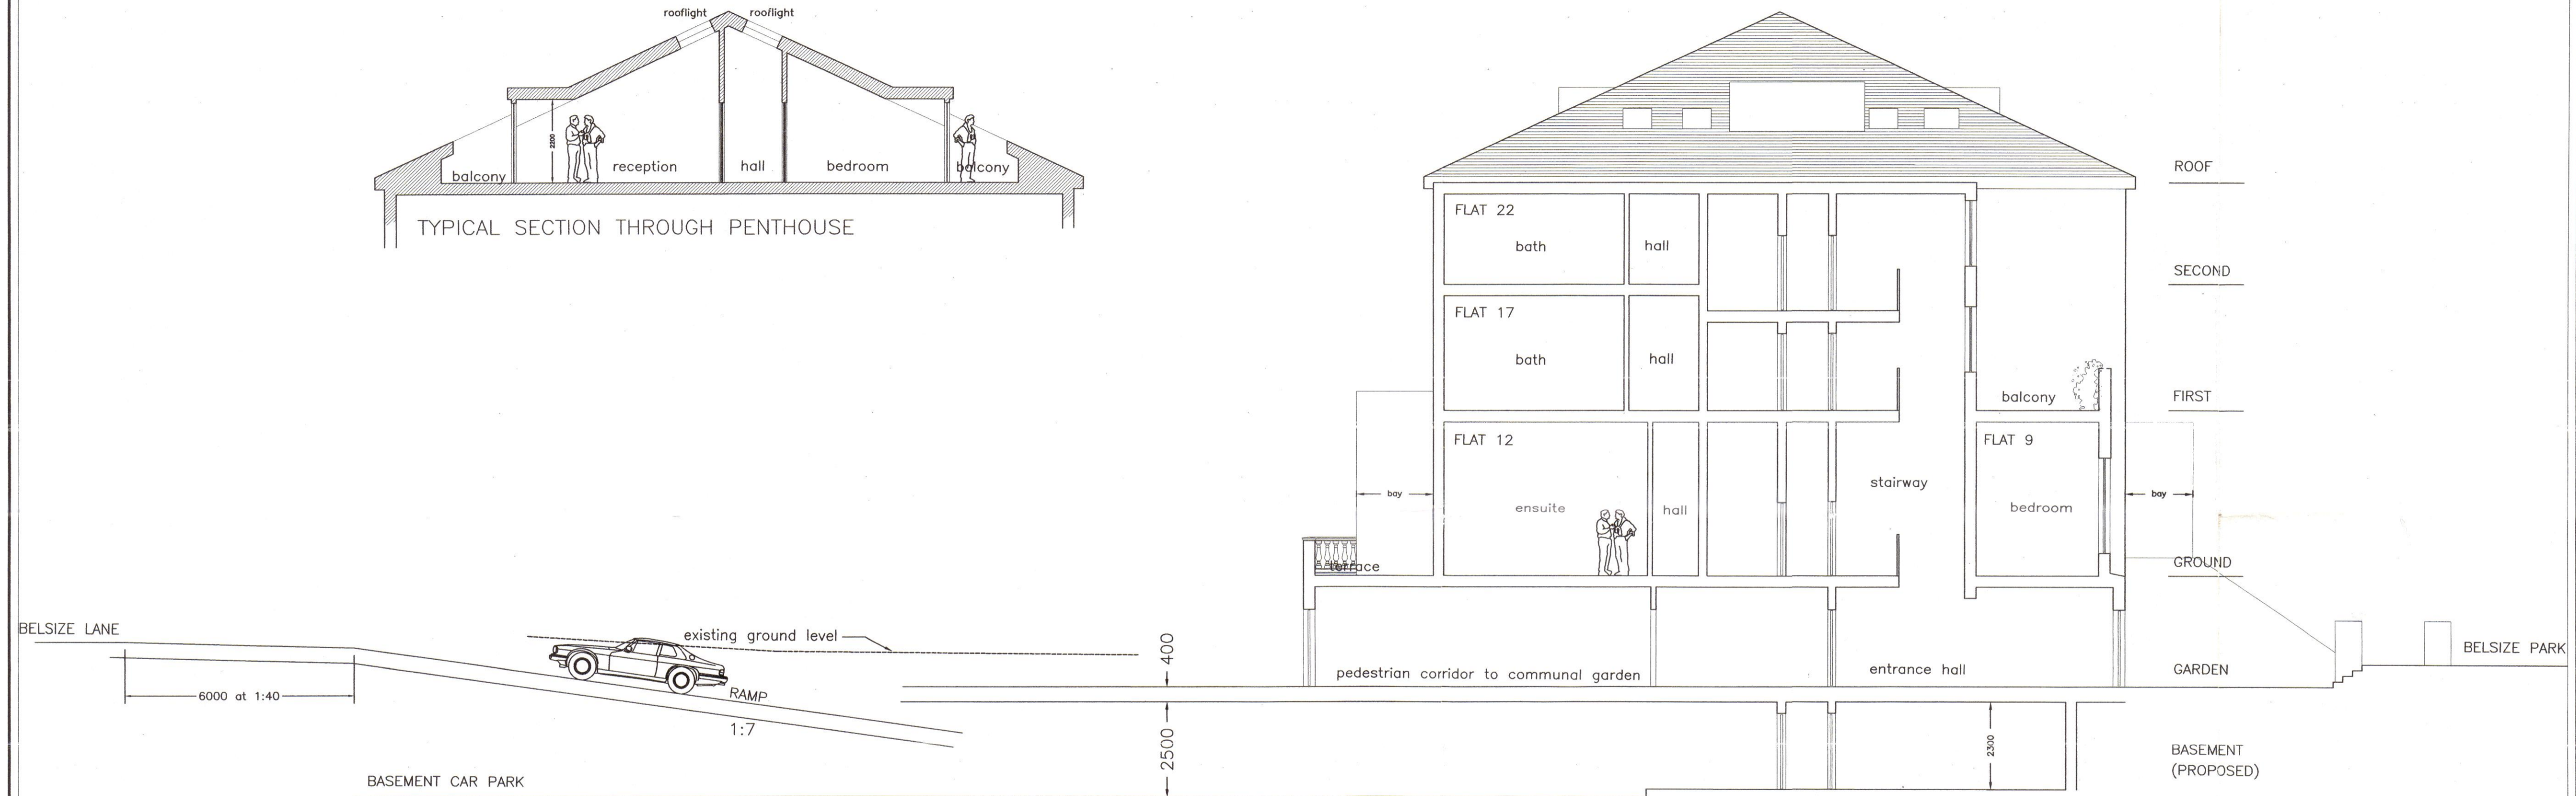 rooflight rooflight
2200
balcony reception hall bedroom balcony
TYPICAL SECTION THROUGH PENTHOUSE
ROOF
FLAT 22
bath hall
SECOND
FLAT 17
bath hall
balcony
FIRST
FLAT 12
FLAT 9
stairway
bay
bay
ensuite hall bedroom
terrace
GROUND
BELSIZE LANE
existing ground level
400
BELSIZE PARK
pedestrian corridor to communal garden
entrance hall
GARDEN
6000 at 1:40
RAMP
1:7
2500
2300
BASEMENT
(PROPOSED)
BASEMENT CAR PARK